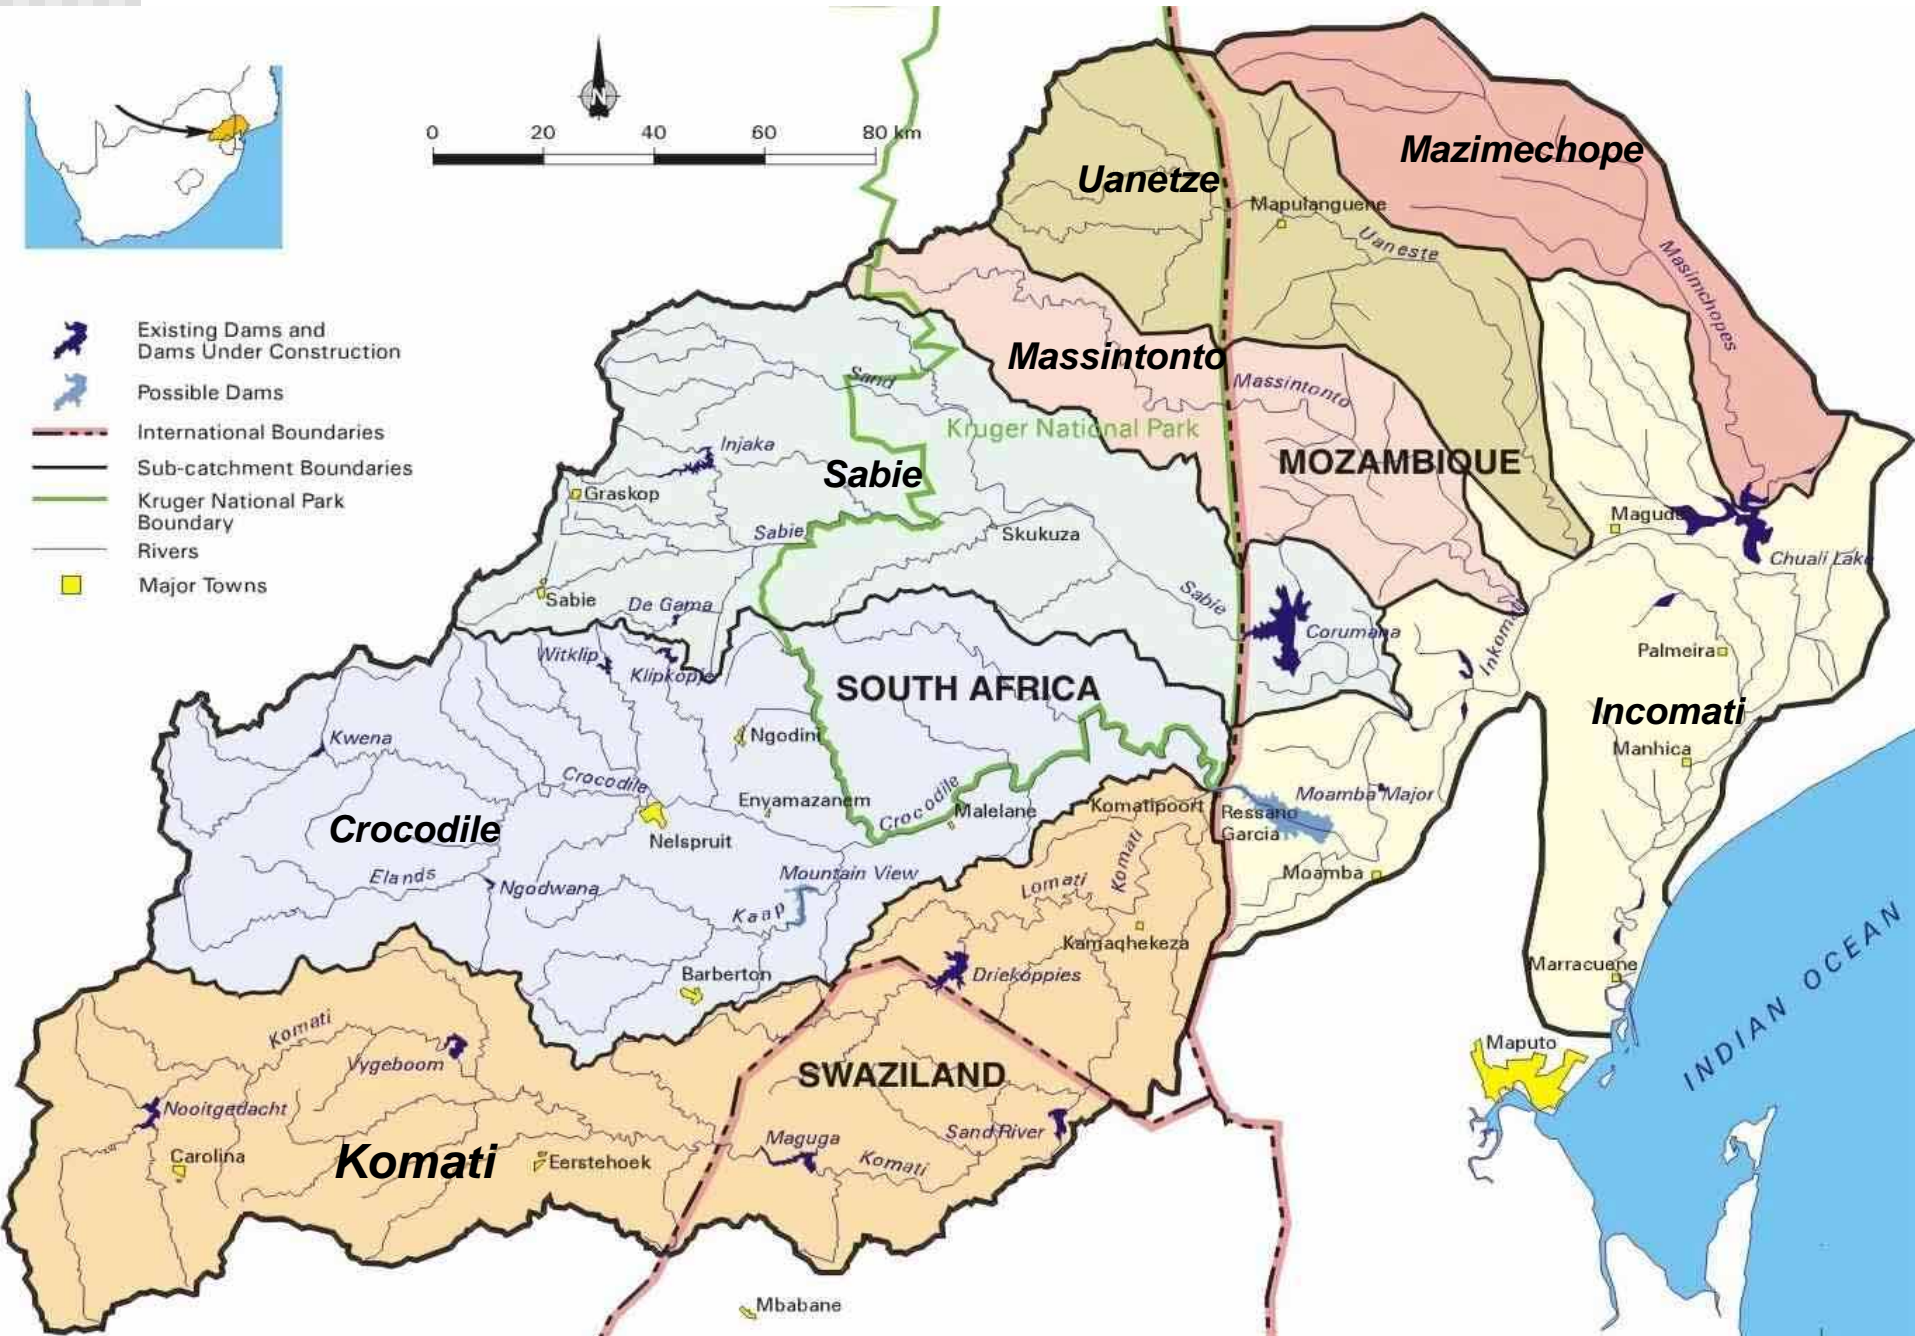 N
0 20 40 60 80 km
Existing Dams and
Dams Under Construction
Possible Dams
International Boundaries
Sub-catchment Boundaries
Kruger National Park
Boundary
Rivers
Major Towns
Mazimechope
Uanetze
Mapulanguene
Uaneste
Masimchopes
Massintonto
Massintonto
Sand
Kruger National Park
Injaka
Sabie
MOZAMBIQUE
Graskop
Sabie
Skukuza
Magude
Chuali Lake
Sabie
De Gama
Sabie
Corumana
Inkomati
Palmeira
Witklip
Klipkopje
SOUTH AFRICA
Incomati
Kwena
Ngodini
Manhica
Crocodile
Enyamazanem
Crocodile
Malelane
Komatipoort
Ressano
Garcia
Moamba Major
Crocodile
Nelspruit
Komati
Elands
Ngodwana
Mountain View
Kaap
Lomati
Moamba
Kamaqhekeza
Barberton
Driekoppies
Marracuene
INDIAN OCEAN
Komati
Vygeboom
SWAZILAND
Maputo
Nooitgedacht
Carolina
Komati
Eerstehoek
Maguga
Komati
Sand River
Mbabane